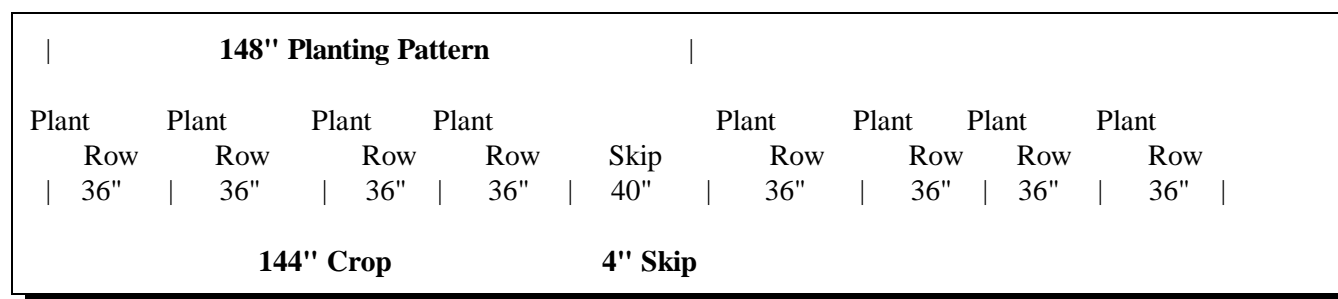 | 148" Planting Pattern |
Plant Plant Plant Plant Plant Plant Plant Plant
Row Row Row Row Skip Row Row Row Row
| 36" | 36" | 36" | 36" | 40" | 36" | 36" | 36" | 36" |
144" Crop 4" Skip